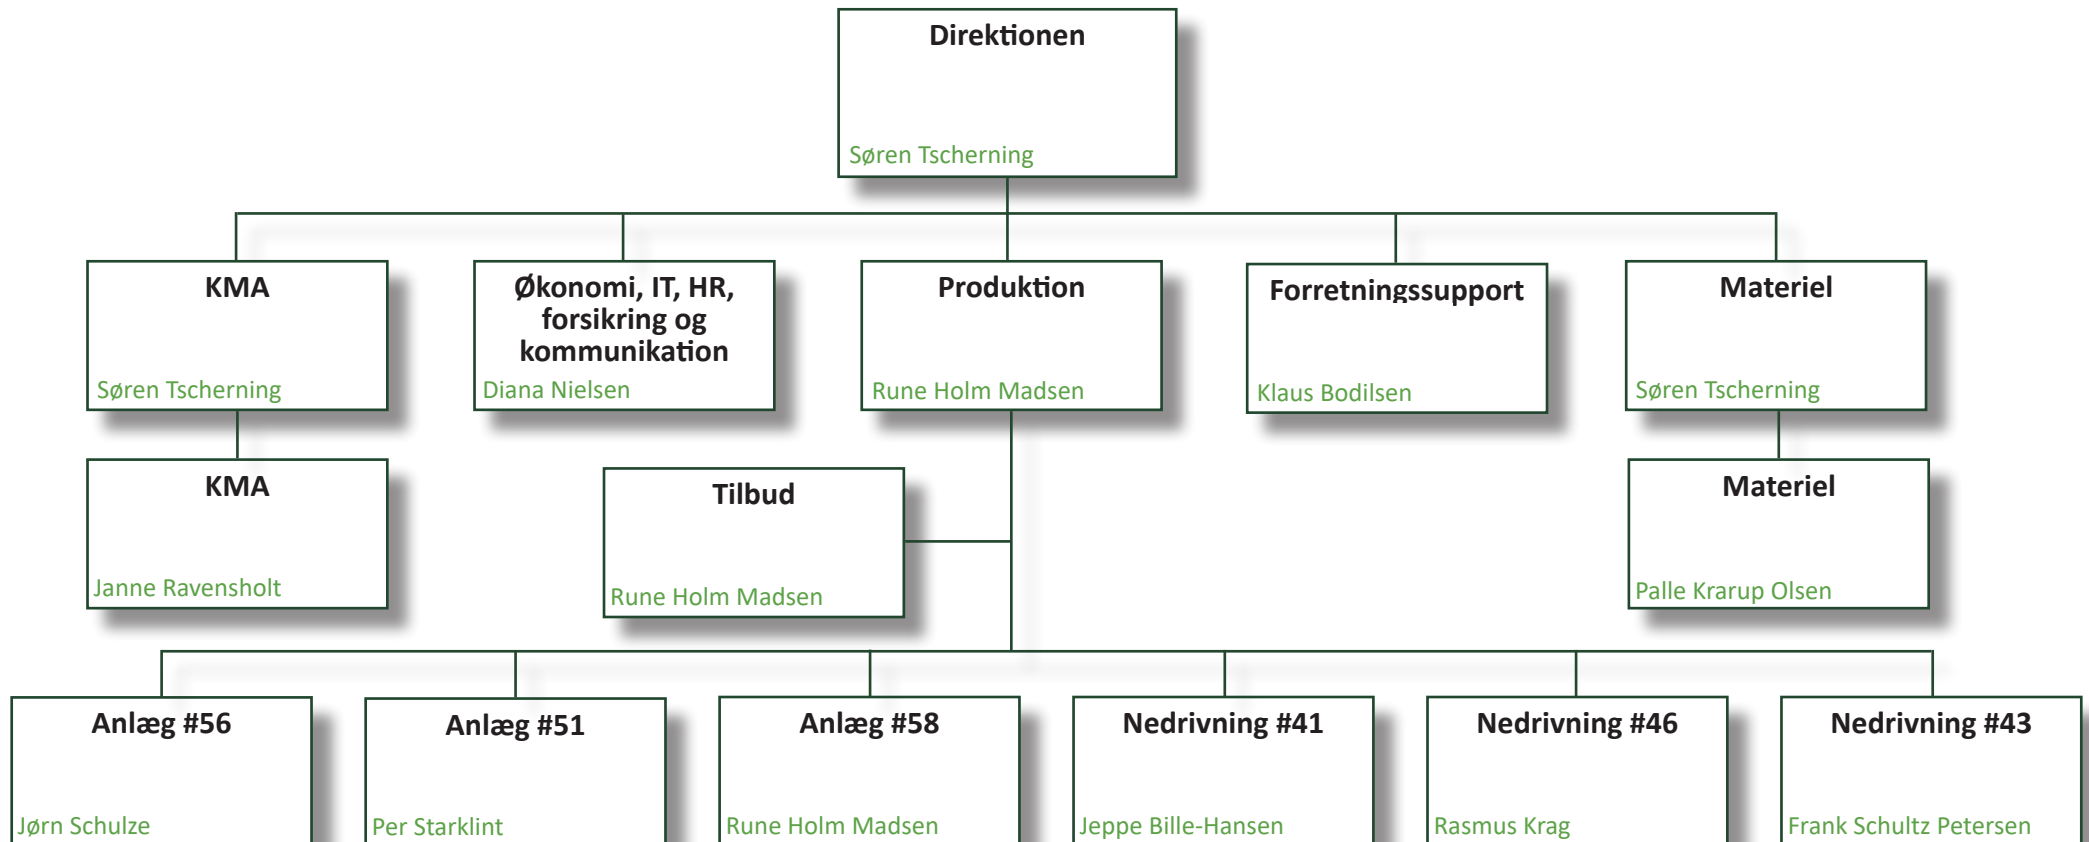 Direktionen
Søren Tscherning
KMA
Søren Tscherning
Økonomi, IT, HR,
forsikring og
kommunikation
Diana Nielsen
Produktion
Rune Holm Madsen
Forretningssupport
Klaus Bodilsen
Materiel
Søren Tscherning
KMA
Janne Ravensholt
Tilbud
Rune Holm Madsen
Materiel
Palle Krarup Olsen
Anlæg #56
Jørn Schulze
Anlæg #51
Per Starklint
Anlæg #58
Rune Holm Madsen
Nedrivning #41
Jeppe Bille-Hansen
Nedrivning #46
Rasmus Krag
Nedrivning #43
Frank Schultz Petersen